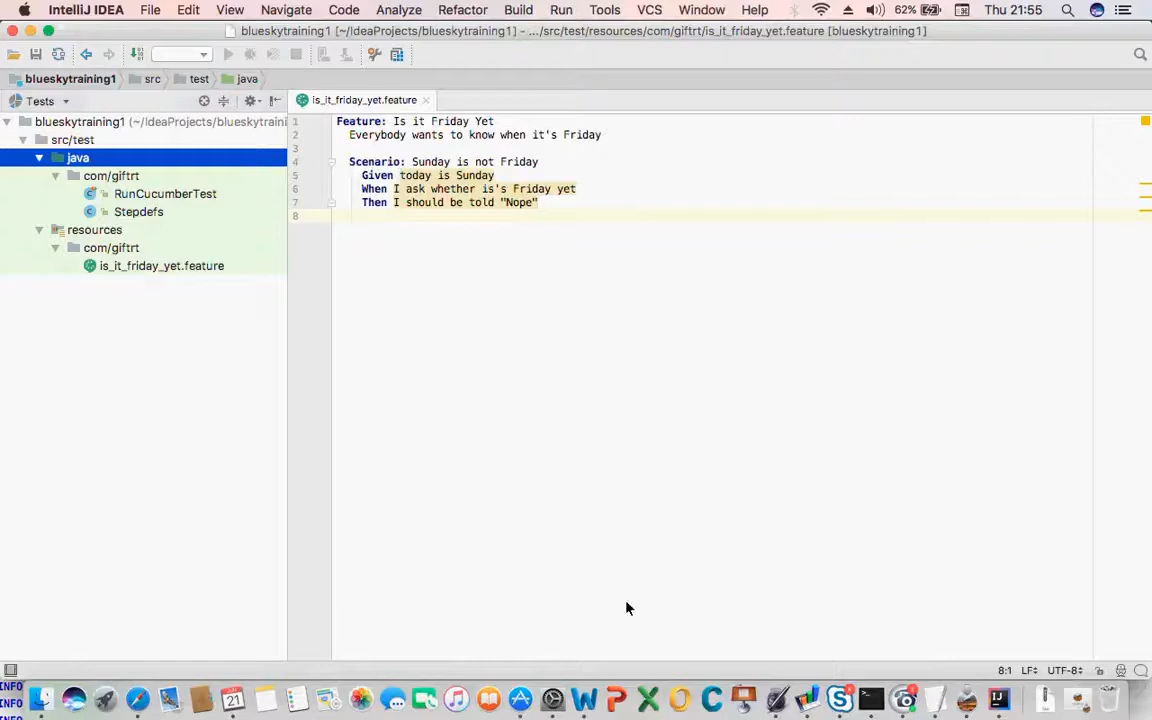 IntelliJ IDEA File Edit View Navigate Code Analyze Refactor Build Run Tools VCS Window Help 62% Thu 21:55
blueskytraining1 [~/IdeaProjects/blueskytraining1] - .../src/test/resources/com/giftrt/is_it_friday_yet.feature [blueskytraining1]
blueskytraining1 src test java
Tests is_it_friday_yet.feature
blueskytraining1 (~/IdeaProjects/blueskytraini
src/test
java
com/giftrt
RunCucumberTest
Stepdefs
resources
com/giftrt
is_it_friday_yet.feature
1 Feature: Is it Friday Yet
2 Everybody wants to know when it's Friday
3
4 Scenario: Sunday is not Friday
5 Given today is Sunday
6 When I ask whether is's Friday yet
7 Then I should be told "Nope"
8
8:1 LF UTF-8
INFO
INFO
INFO
21